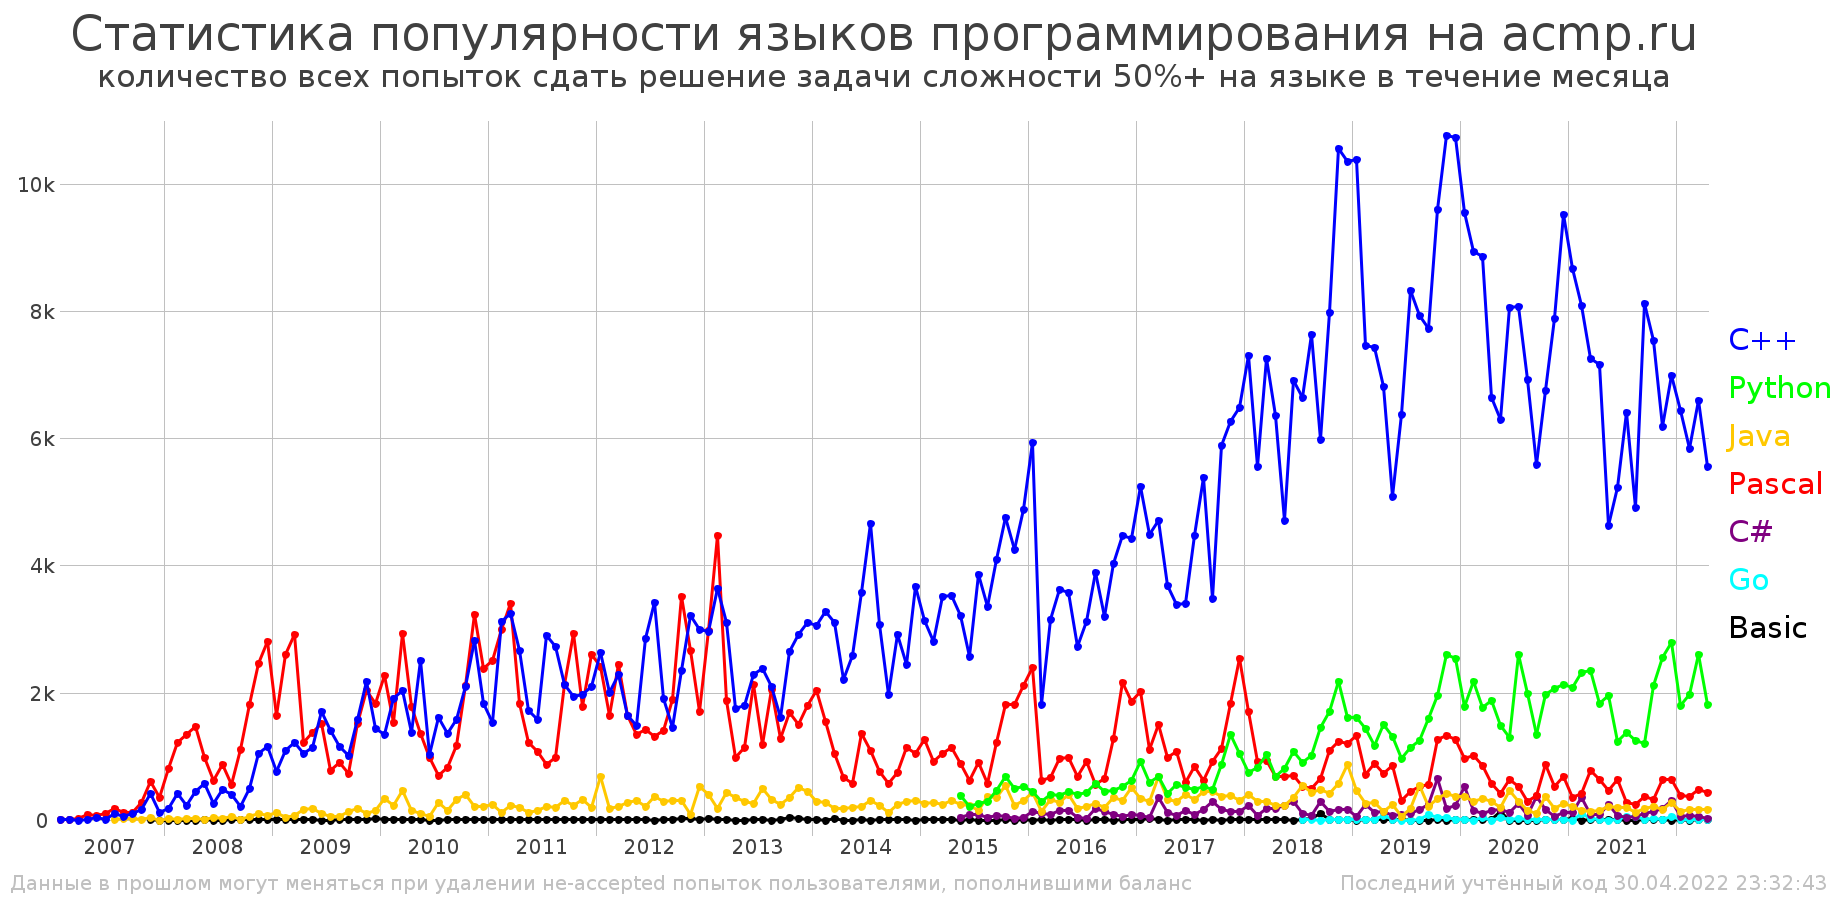 Статистика популярности языков программирования на acmp.ru
количество всех попыток сдать решение задачи сложности 50%+ на языке в течение месяца
10k
8k
6k
4k
2k
0
C++
Python
Java
Pascal
C#
Go
Basic
2007 2008 2009 2010 2011 2012 2013 2014 2015 2016 2017 2018 2019 2020 2021
Данные в прошлом могут меняться при удалении не-accepted попыток пользователями, пополнившими баланс
Последний учтённый код 30.04.2022 23:32:43